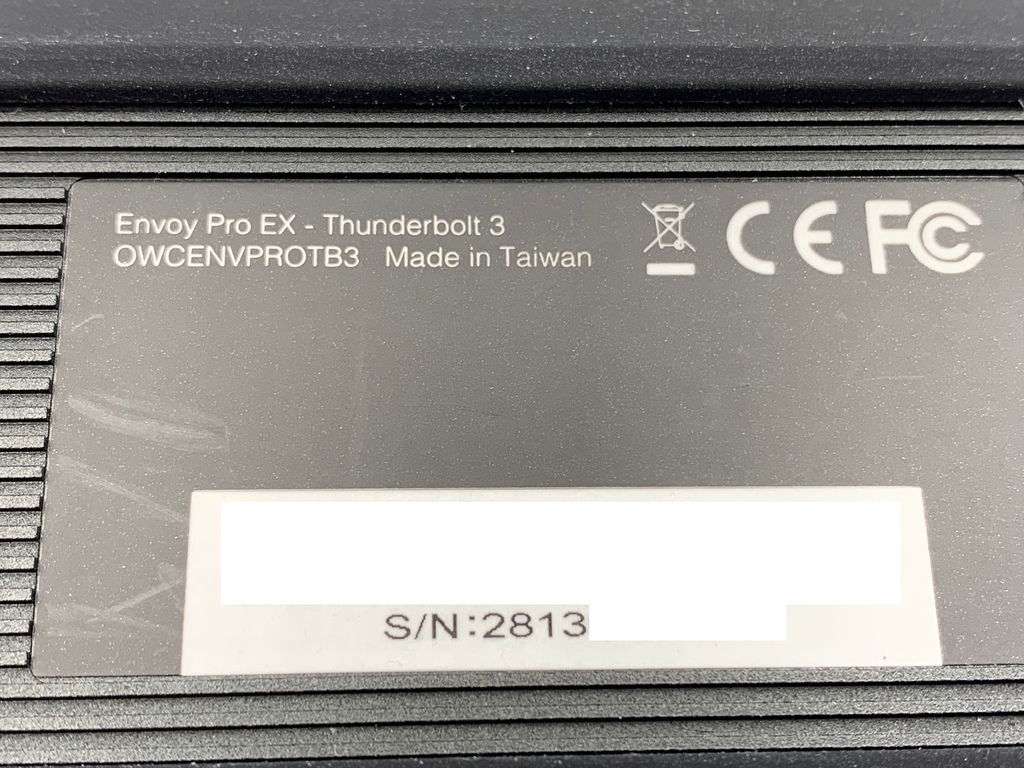 Envoy Pro EX - Thunderbolt 3
OWCENVPROTB3 Made in Taiwan
CE FC
S/N:2813